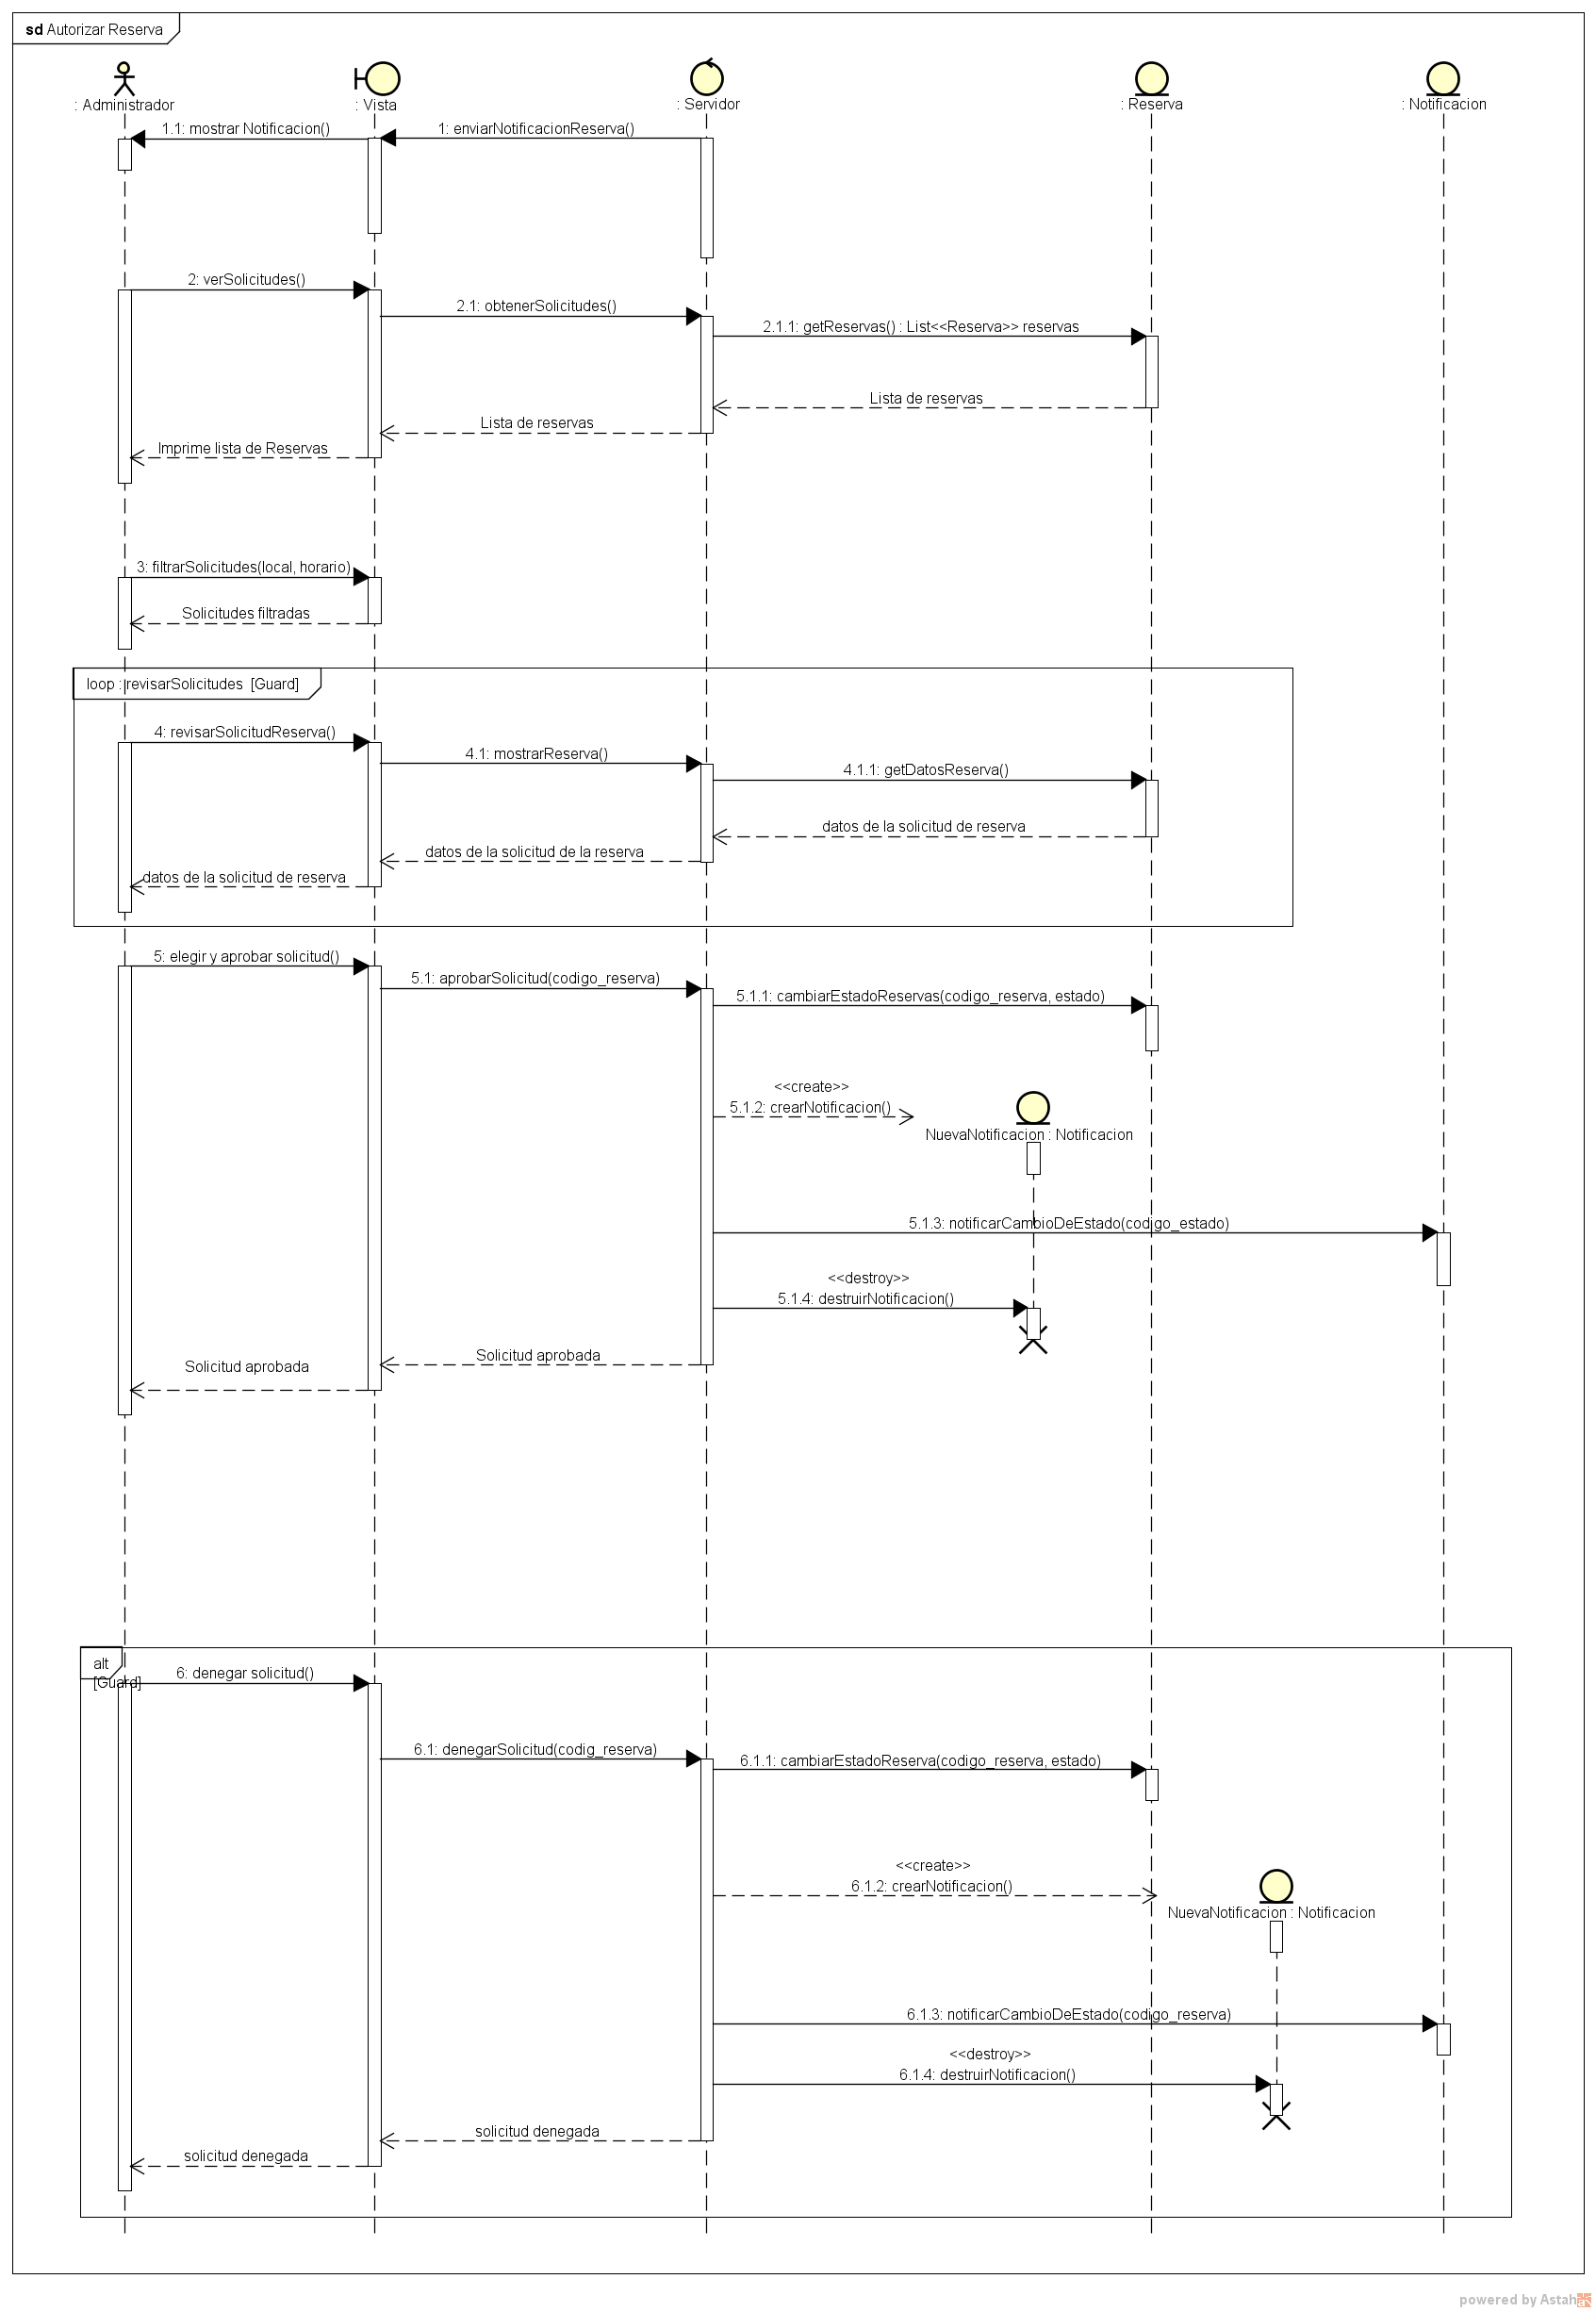 sd Autorizar Reserva
: Administrador
: Vista
: Servidor
: Reserva
: Notificacion
1.1: mostrar Notificacion()
1: enviarNotificacionReserva()
2: verSolicitudes()
2.1: obtenerSolicitudes()
2.1.1: getReservas() : List<<Reserva>> reservas
Lista de reservas
Lista de reservas
Imprime lista de Reservas
3: filtrarSolicitudes(local, horario)
Solicitudes filtradas
loop : revisarSolicitudes [Guard]
4: revisarSolicitudReserva()
4.1: mostrarReserva()
4.1.1: getDatosReserva()
datos de la solicitud de reserva
datos de la solicitud de la reserva
datos de la solicitud de reserva
5: elegir y aprobar solicitud()
5.1: aprobarSolicitud(codigo_reserva)
5.1.1: cambiarEstadoReservas(codigo_reserva, estado)
<<create>>
5.1.2: crearNotificacion()
NuevaNotificacion : Notificacion
5.1.3: notificarCambioDeEstado(codigo_estado)
<<destroy>>
5.1.4: destruirNotificacion()
Solicitud aprobada
Solicitud aprobada
alt
[Guard]
6: denegar solicitud()
6.1: denegarSolicitud(codig_reserva)
6.1.1: cambiarEstadoReserva(codigo_reserva, estado)
<<create>>
6.1.2: crearNotificacion()
NuevaNotificacion : Notificacion
6.1.3: notificarCambioDeEstado(codigo_reserva)
<<destroy>>
6.1.4: destruirNotificacion()
solicitud denegada
solicitud denegada
powered by Astah